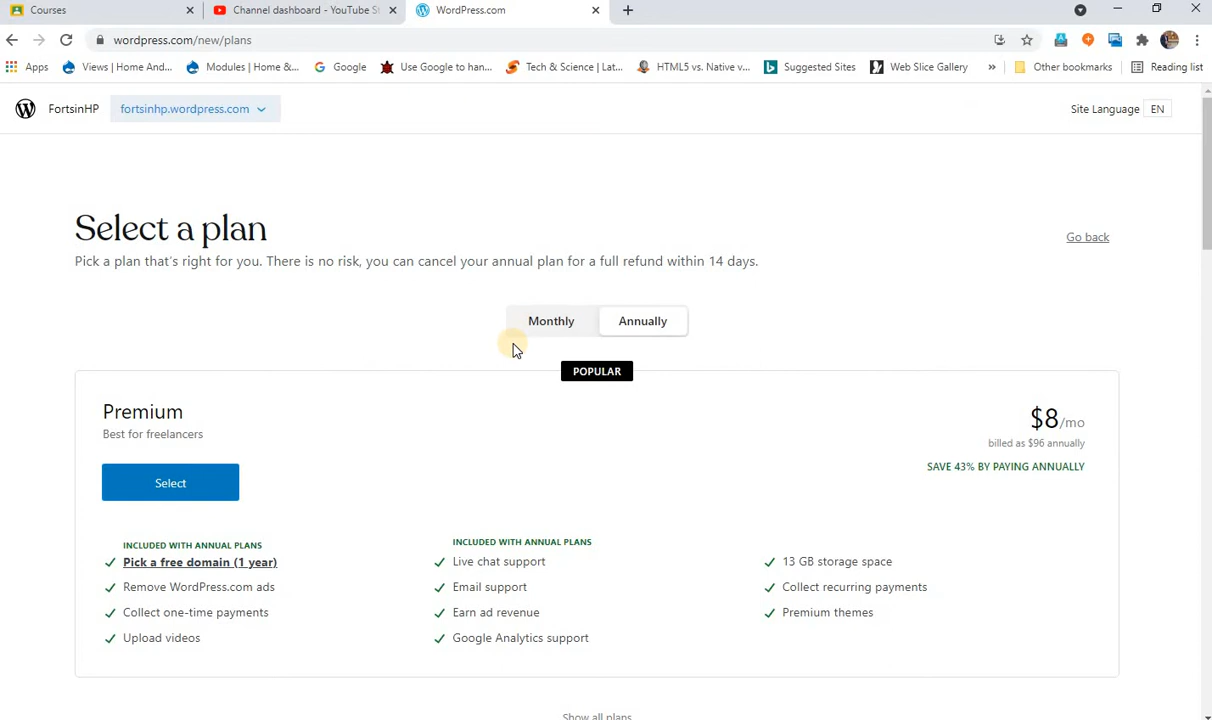 Courses
Channel dashboard - YouTube St
WordPress.com
wordpress.com/new/plans
Apps
Views | Home And...
Modules | Home &...
Google
Use Google to han...
Tech & Science | Lat...
HTML5 vs. Native v...
Suggested Sites
Web Slice Gallery
»
Other bookmarks
Reading list
FortsinHP
fortsinhp.wordpress.com
Site Language EN
Select a plan
Go back
Pick a plan that's right for you. There is no risk, you can cancel your annual plan for a full refund within 14 days.
Monthly
Annually
POPULAR
Premium
Best for freelancers
$8/mo
billed as $96 annually
SAVE 43% BY PAYING ANNUALLY
Select
INCLUDED WITH ANNUAL PLANS
Pick a free domain (1 year)
Remove WordPress.com ads
Collect one-time payments
Upload videos
INCLUDED WITH ANNUAL PLANS
Live chat support
Email support
Earn ad revenue
Google Analytics support
13 GB storage space
Collect recurring payments
Premium themes
Show all plans